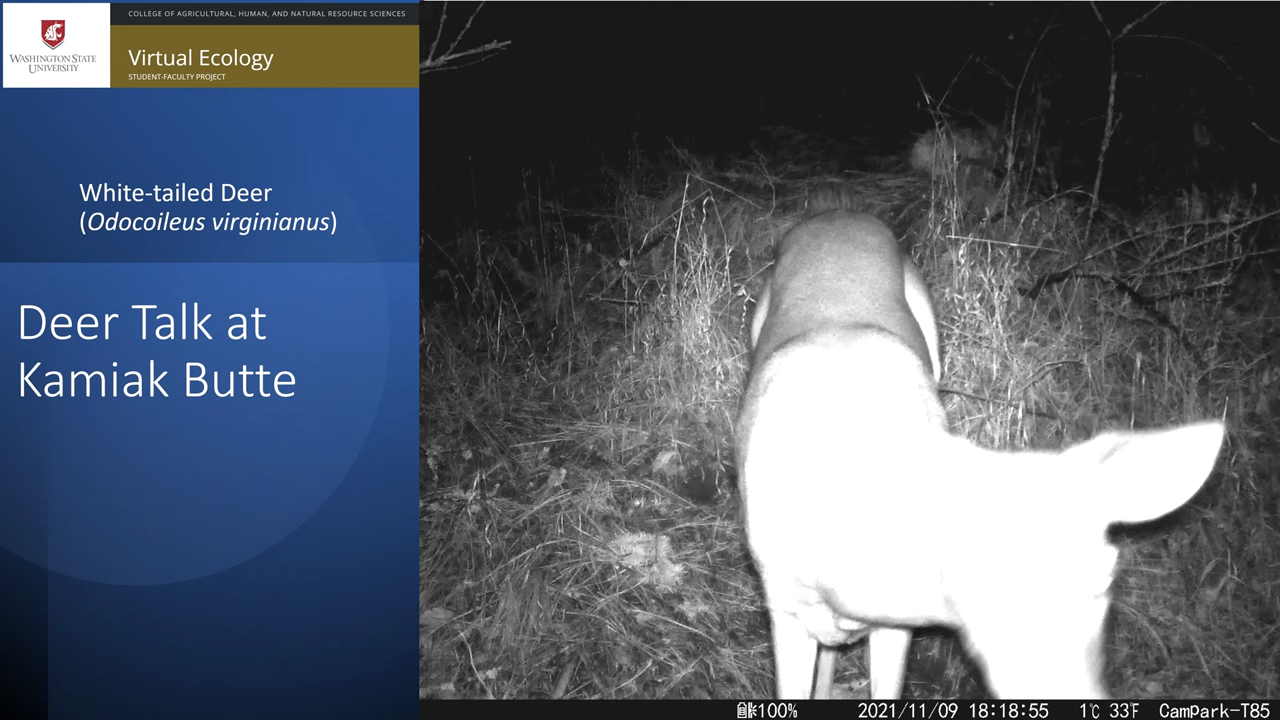 COLLEGE OF AGRICULTURAL, HUMAN, AND NATURAL RESOURCE SCIENCES
WASHINGTON STATE
UNIVERSITY
Virtual Ecology
STUDENT-FACULTY PROJECT
White-tailed Deer
(Odocoileus virginianus)
Deer Talk at
Kamiak Butte
100% 2021/11/09 18:18:55 1℃ 33℉ CamPark-T85